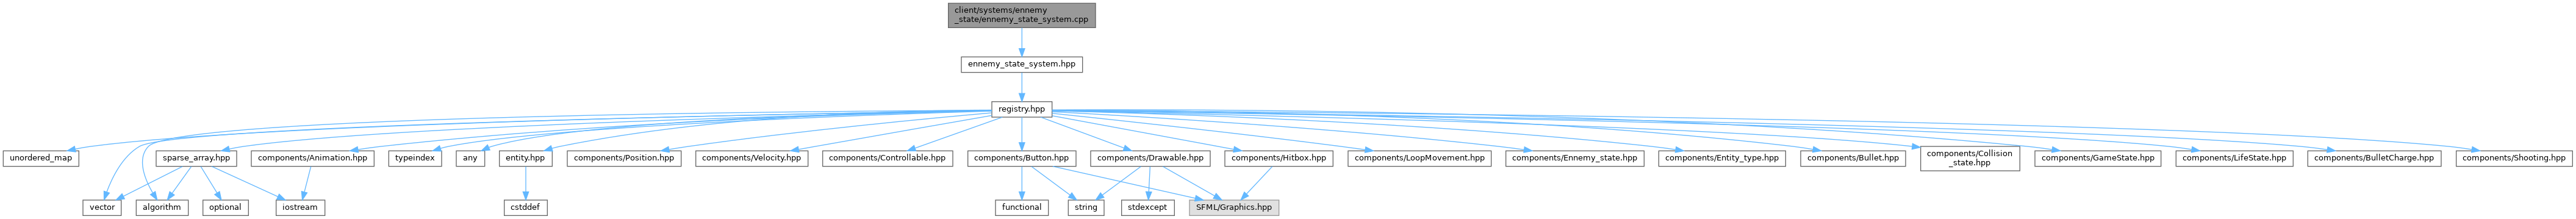 client/systems/ennemy
_state/ennemy_state_system.cpp
ennemy_state_system.hpp
registry.hpp
unordered_map
sparse_array.hpp
components/Animation.hpp
typeindex
any
entity.hpp
components/Position.hpp
components/Velocity.hpp
components/Controllable.hpp
components/Button.hpp
components/Drawable.hpp
components/Hitbox.hpp
components/LoopMovement.hpp
components/Ennemy_state.hpp
components/Entity_type.hpp
components/Bullet.hpp
components/Collision
_state.hpp
components/GameState.hpp
components/LifeState.hpp
components/BulletCharge.hpp
components/Shooting.hpp
vector
algorithm
optional
iostream
cstddef
functional
string
stdexcept
SFML/Graphics.hpp